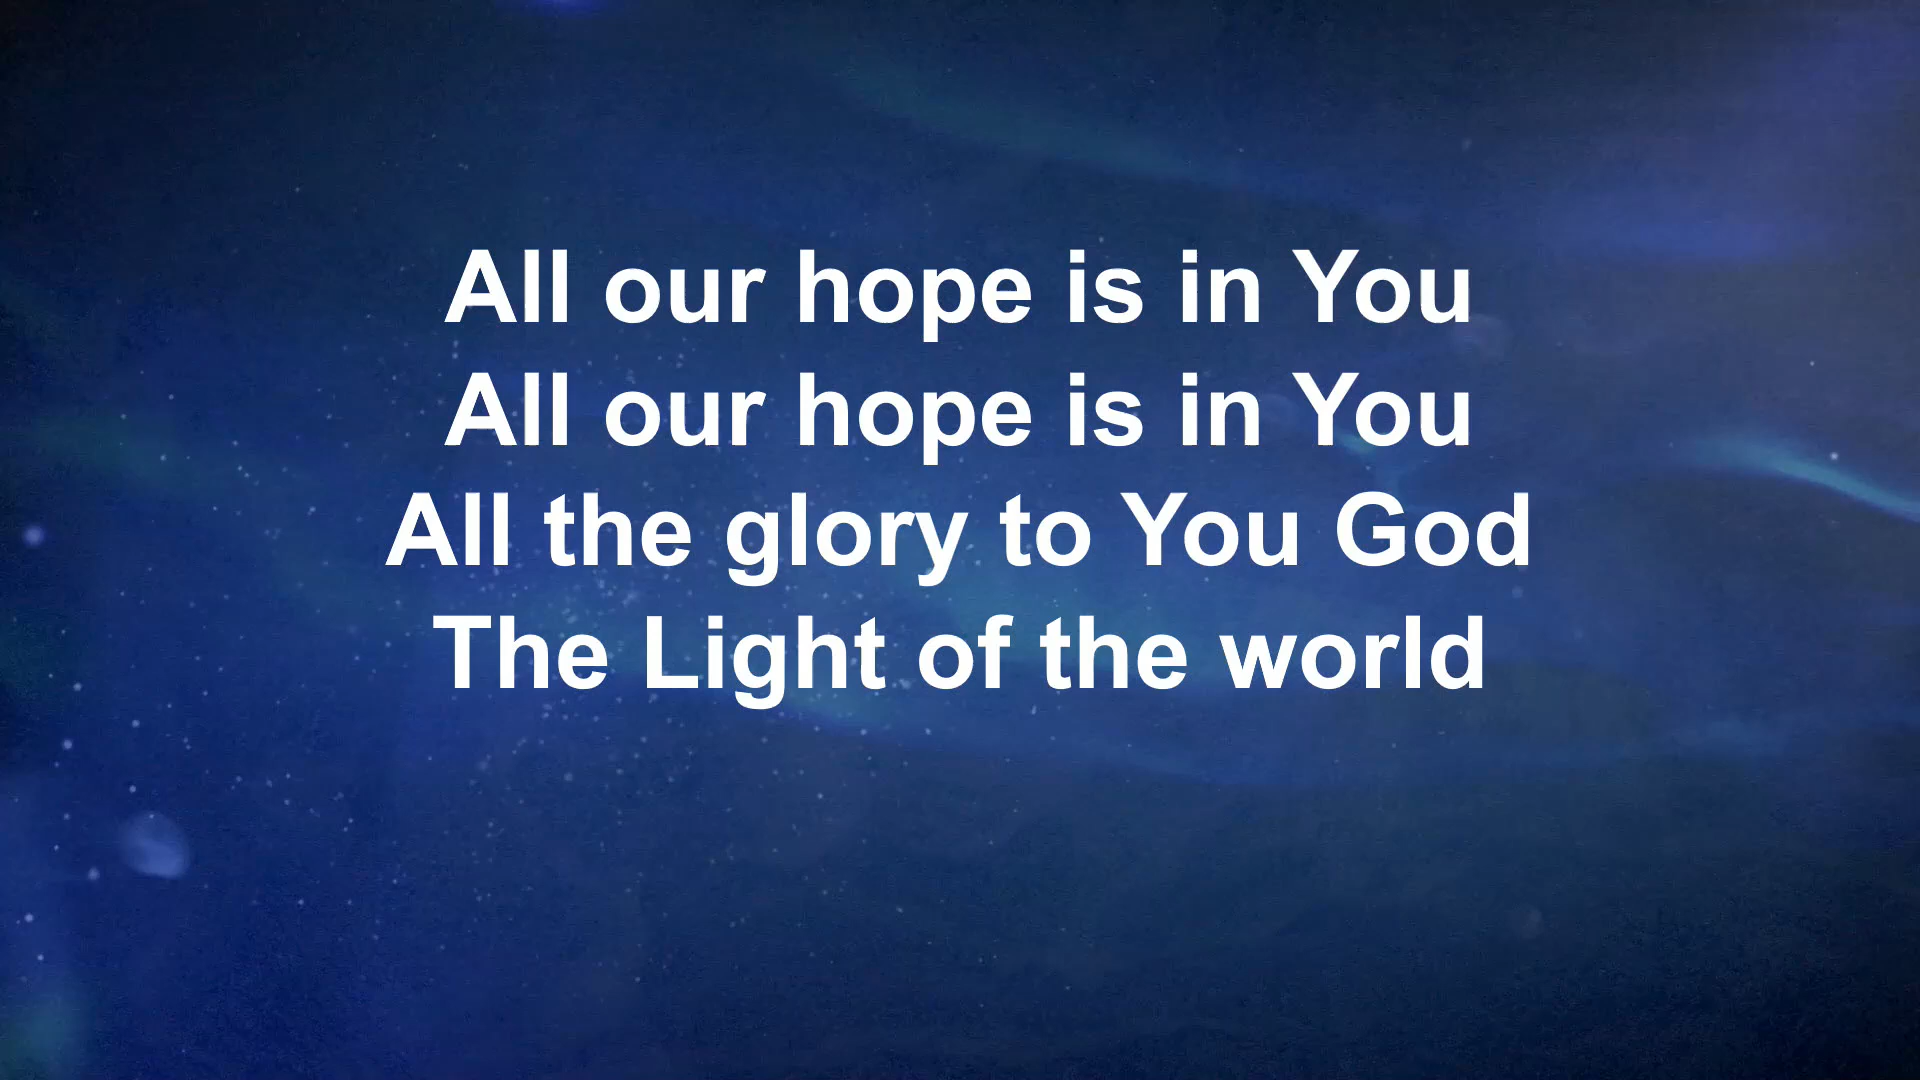 All our hope is in You
All our hope is in You
All the glory to You God
The Light of the world